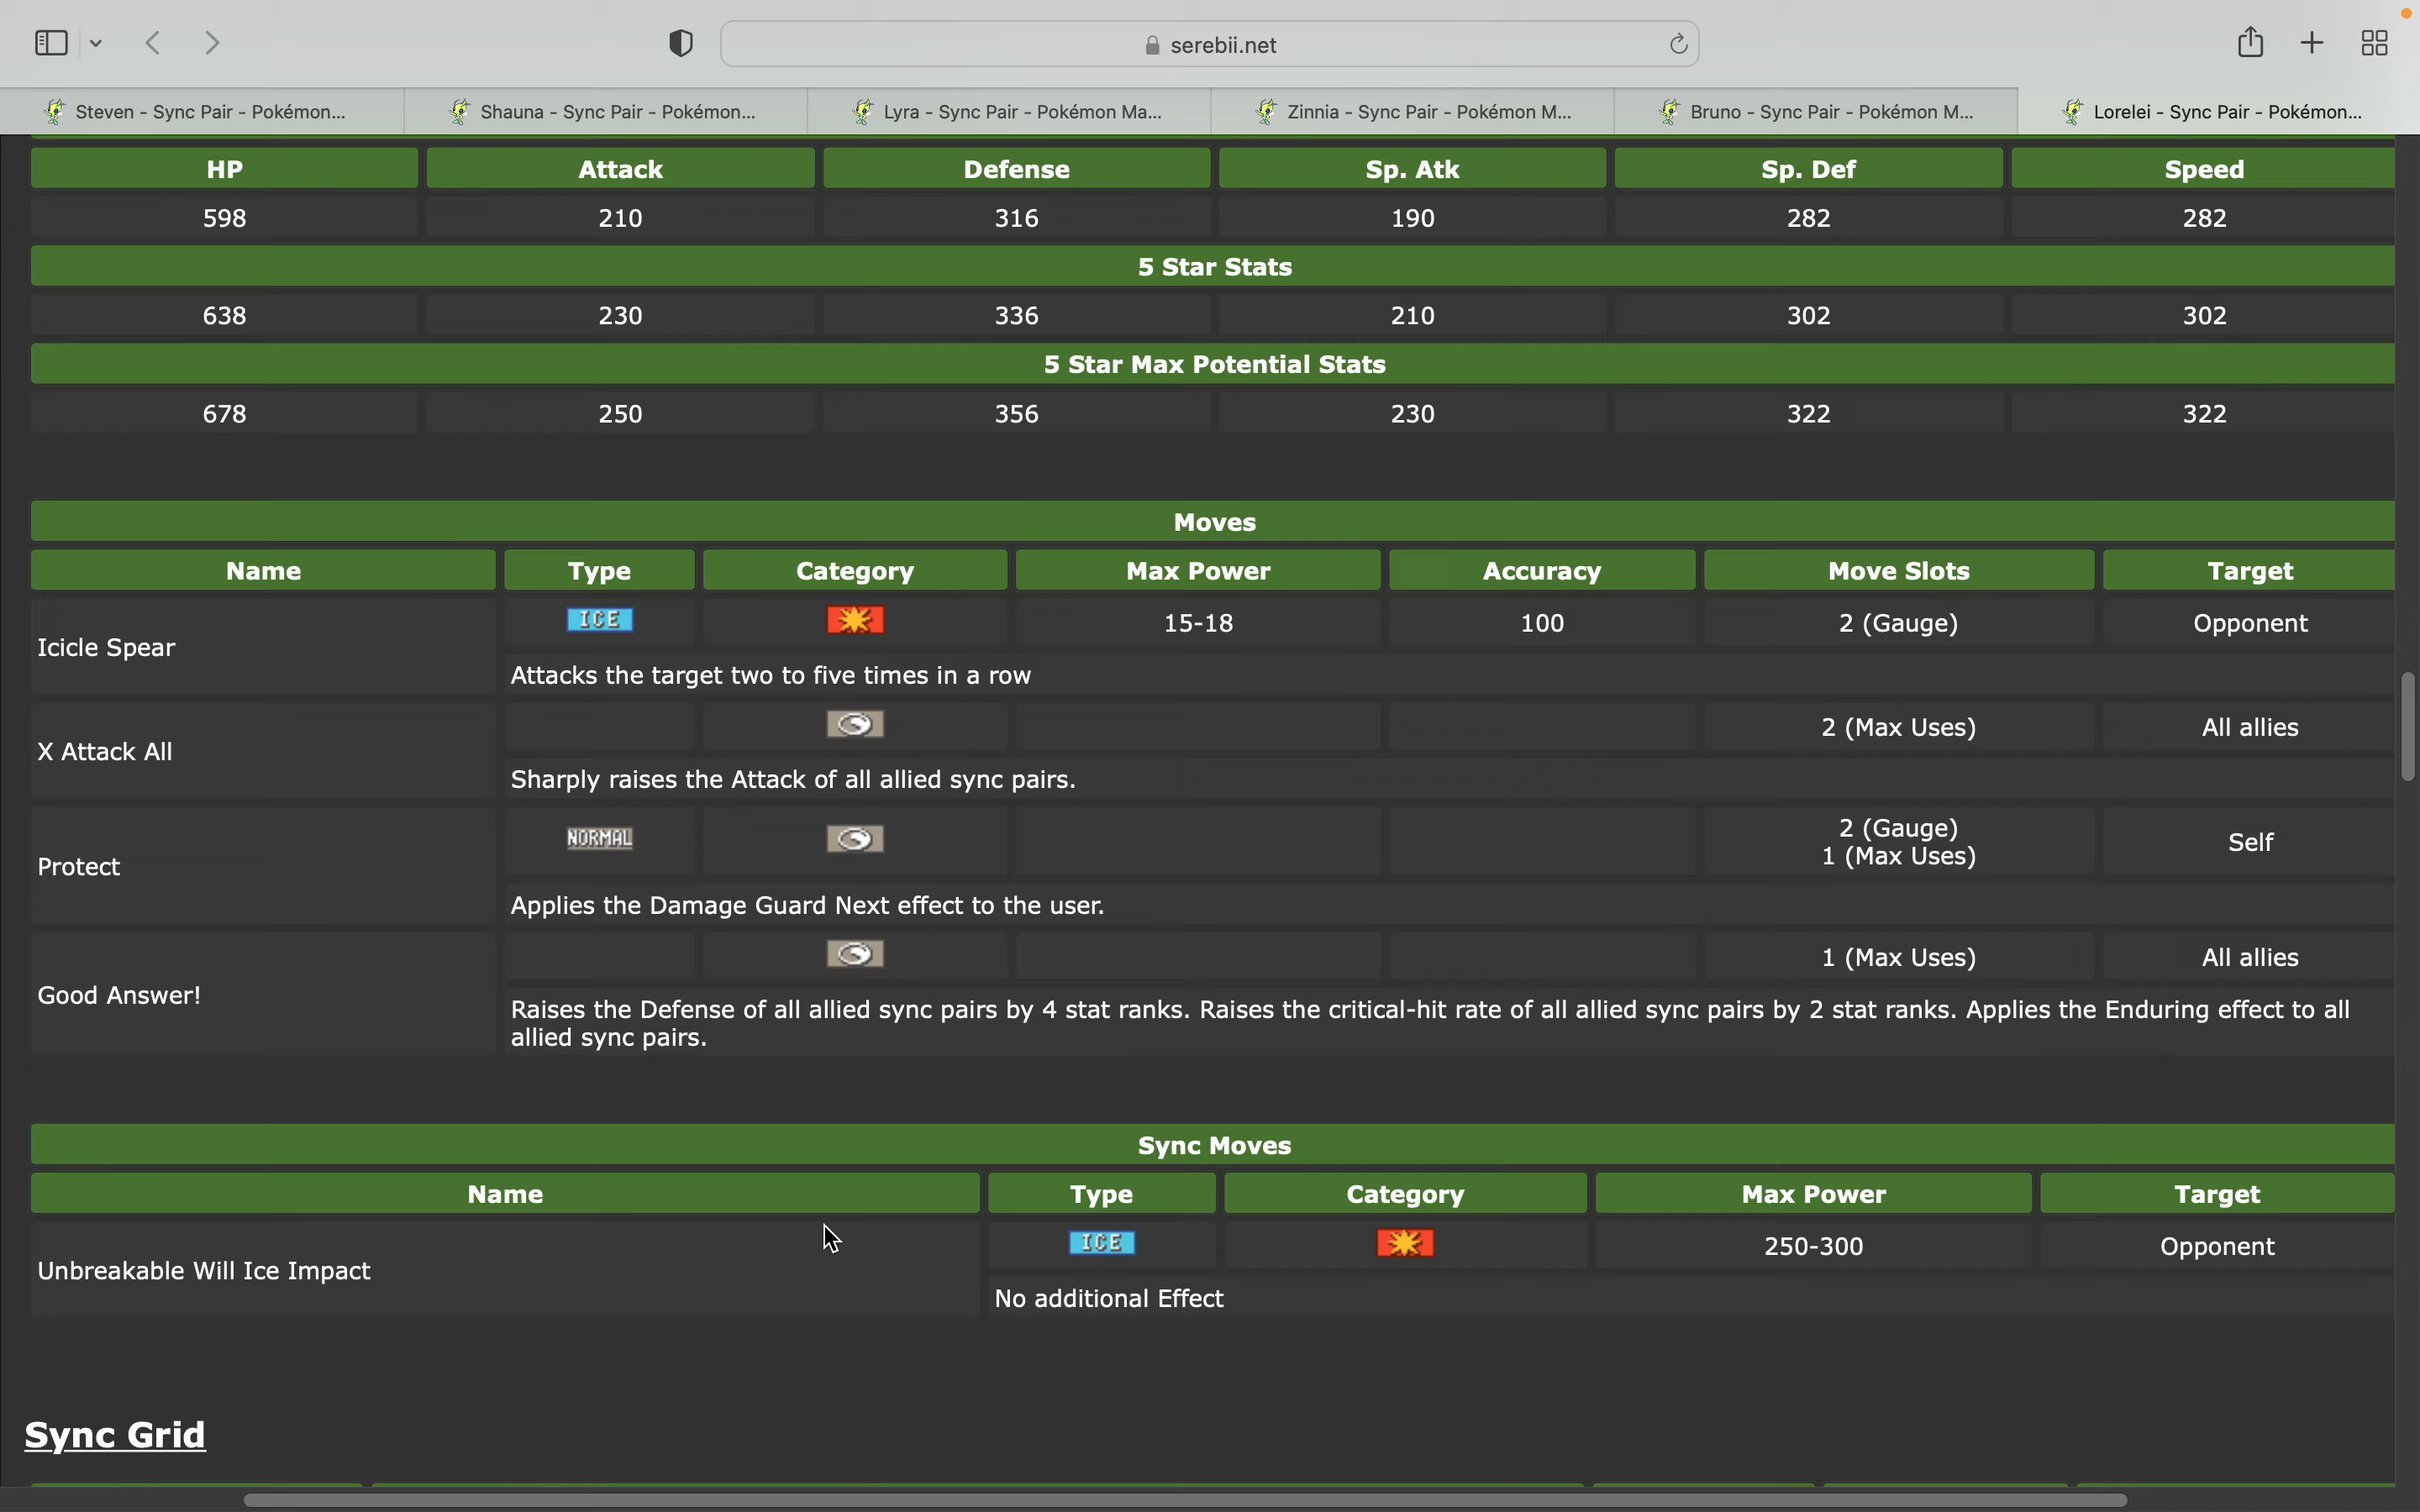 serebii.net
Steven - Sync Pair - Pokémon...
Shauna - Sync Pair - Pokémon...
Lyra - Sync Pair - Pokémon Ma...
Zinnia - Sync Pair - Pokémon M...
Bruno - Sync Pair - Pokémon M...
Lorelei - Sync Pair - Pokémon...
HP Attack Defense Sp. Atk Sp. Def Speed
598 210 316 190 282 282
5 Star Stats
638 230 336 210 302 302
5 Star Max Potential Stats
678 250 356 230 322 322
Moves
Name Type Category Max Power Accuracy Move Slots Target
Icicle Spear ICE 15-18 100 2 (Gauge) Opponent
Attacks the target two to five times in a row
X Attack All 2 (Max Uses) All allies
Sharply raises the Attack of all allied sync pairs.
Protect NORMAL 2 (Gauge)
1 (Max Uses) Self
Applies the Damage Guard Next effect to the user.
Good Answer! 1 (Max Uses) All allies
Raises the Defense of all allied sync pairs by 4 stat ranks. Raises the critical-hit rate of all allied sync pairs by 2 stat ranks. Applies the Enduring effect to all
allied sync pairs.
Sync Moves
Name Type Category Max Power Target
Unbreakable Will Ice Impact ICE 250-300 Opponent
No additional Effect
Sync Grid